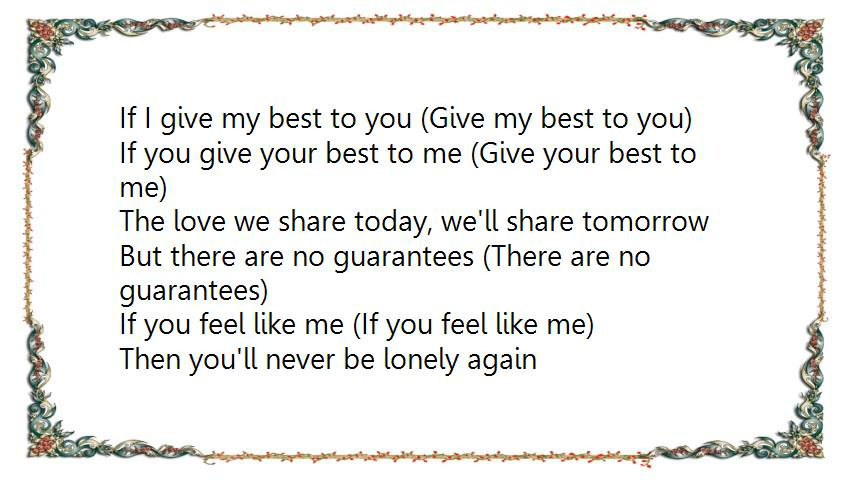 If I give my best to you (Give my best to you)
If you give your best to me (Give your best to
me)
The love we share today, we'll share tomorrow
But there are no guarantees (There are no
guarantees)
If you feel like me (If you feel like me)
Then you'll never be lonely again